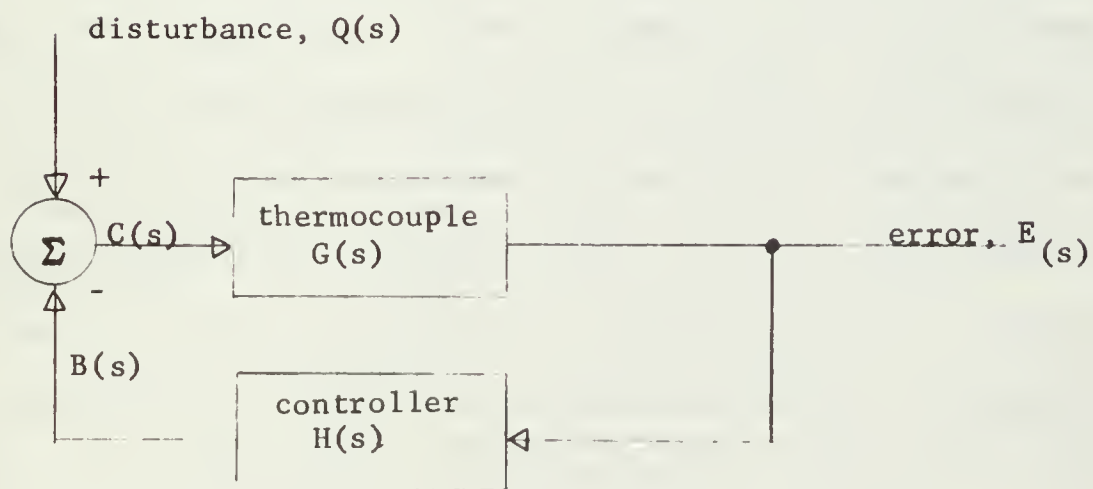 disturbance, Q(s)
+
Σ
C(s)
thermocouple
G(s)
error, E(s)
-
B(s)
controller
H(s)